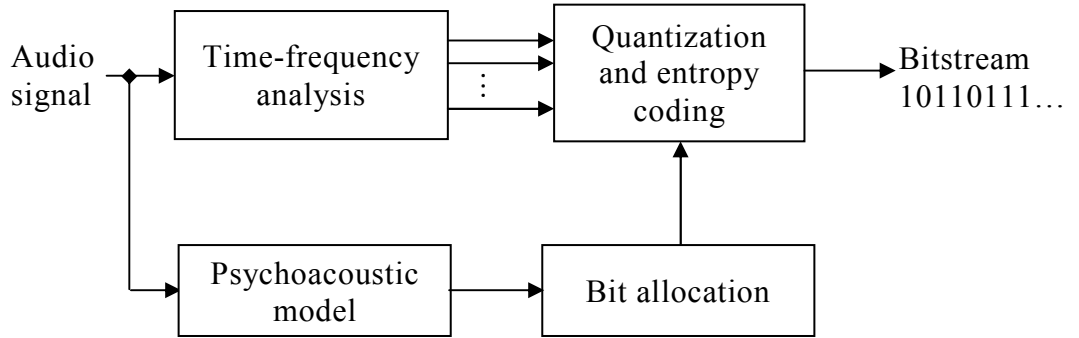 Audio
signal
Time-frequency
analysis
Quantization
and entropy
coding
Bitstream
10110111…
Psychoacoustic
model
Bit allocation